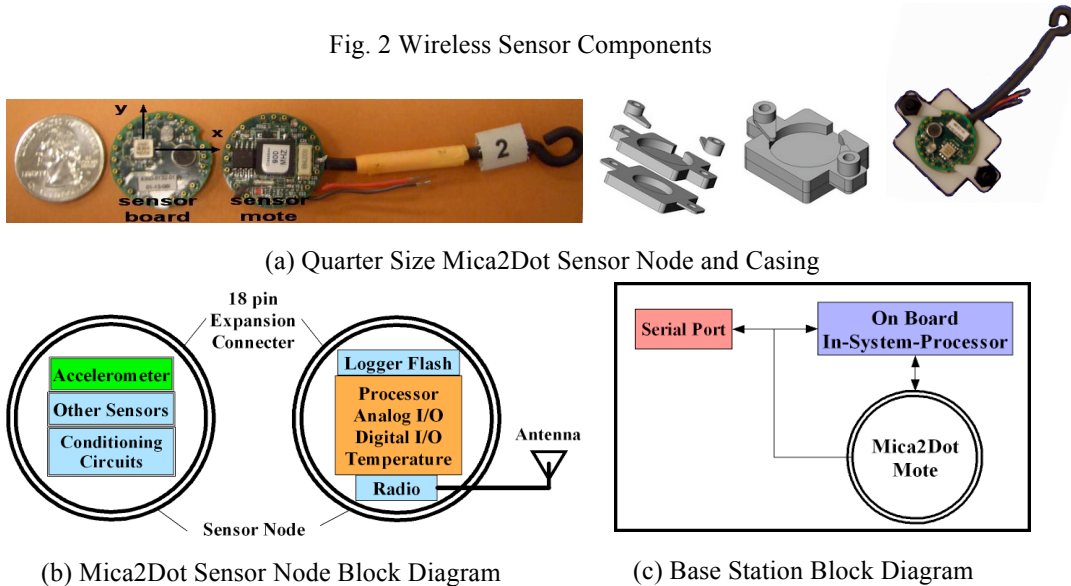 Fig. 2 Wireless Sensor Components
y
x
sensor board
sensor mote
ZHW
006
2
(a) Quarter Size Mica2Dot Sensor Node and Casing
18 pin
Expansion
Connecter
Accelerometer
Other Sensors
Conditioning
Circuits
Logger Flash
Processor
Analog I/O
Digital I/O
Temperature
Radio
Antenna
Sensor Node
(b) Mica2Dot Sensor Node Block Diagram
Serial Port
On Board
In-System-Processor
Mica2Dot
Mote
(c) Base Station Block Diagram